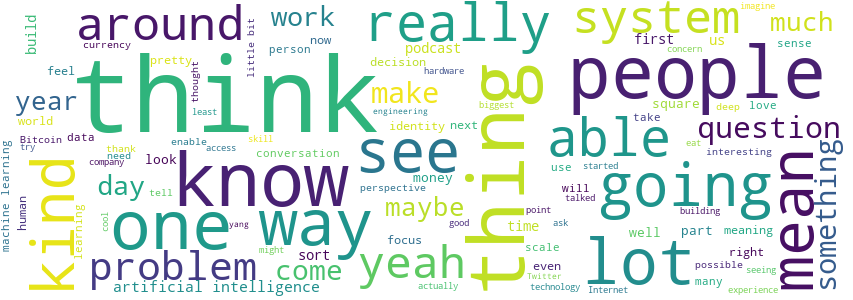 build
around
currency
work
person
now
little bit
really
podcast
system
first
us
much
sense
imagine
concern
feel
pretty
thought
decision
hardware
people
year
world
think
least
make
engineering
biggest
square
deep
love
Bitcoin
try
data
thank
need
enable
access
skill
identity
next
thing
able
take
question
interesting
eat
machine learning
company
look
conversation
see
use
started
human
kind
learning
day
tell
know
perspective
money
will
talked
going
mean
something
cool
one
yang
way
maybe
good
time
point
ask
building
part
meaning
well
problem
sort
might
focus
yeah
scale
even
lot
right
possible
seeing
come
artificial intelligence
actually
Twitter
technology
Internet
many
experience